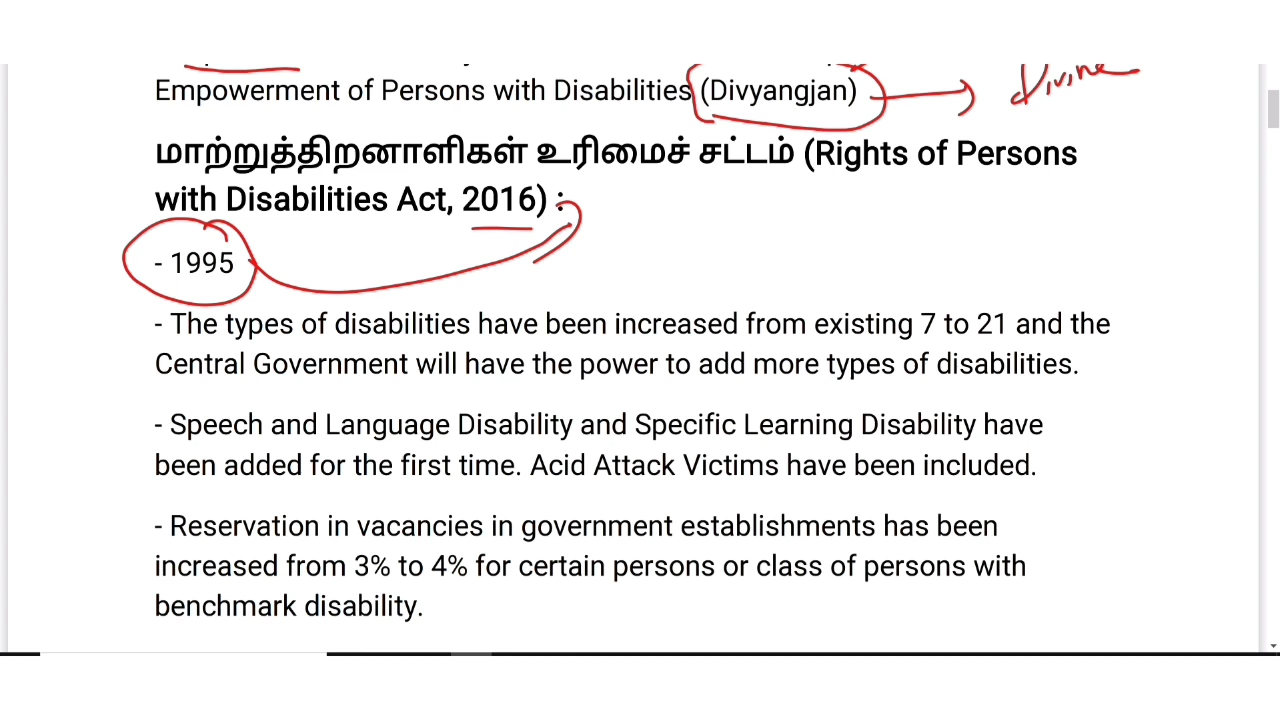 Divine
Empowerment of Persons with Disabilities (Divyangjan)
மாற்றுத்திறனாளிகள் உரிமைச் சட்டம் (Rights of Persons
with Disabilities Act, 2016) :
- 1995
- The types of disabilities have been increased from existing 7 to 21 and the
Central Government will have the power to add more types of disabilities.
- Speech and Language Disability and Specific Learning Disability have
been added for the first time. Acid Attack Victims have been included.
- Reservation in vacancies in government establishments has been
increased from 3% to 4% for certain persons or class of persons with
benchmark disability.